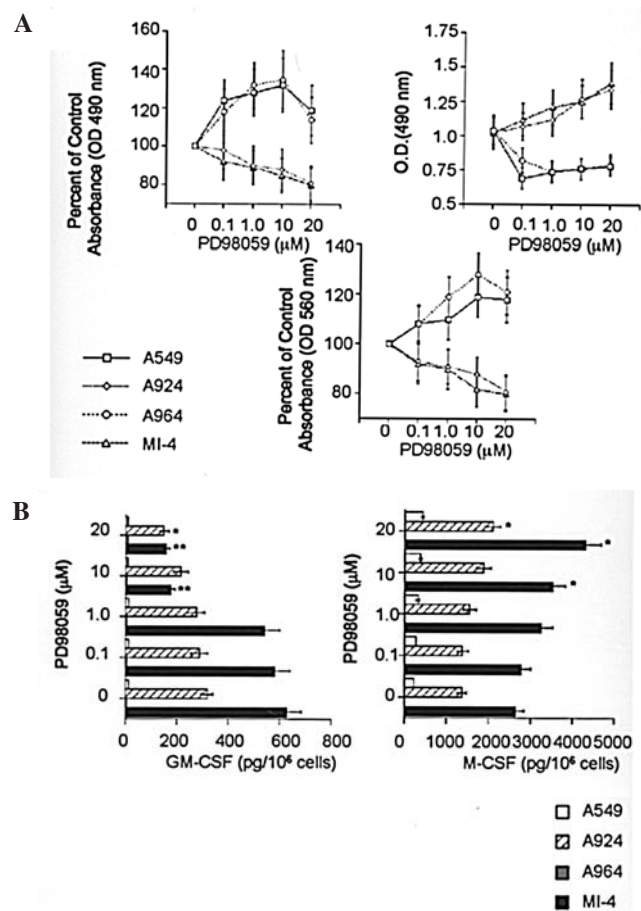 A
Percent of Control
Absorbance (OD 490 nm)
160
140
120
100
80
0 0.1 1.0 10 20
PD98059 (µM)
O.D.(490 nm)
1.75
1.5
1.25
1.0
0.75
0.5
0 0.1 1.0 10 20
PD98059 (µM)
Percent of Control
Absorbance (OD 560 nm)
140
120
100
80
0 0.1 1.0 10 20
PD98059 (µM)
A549
A924
A964
MI-4
B
PD98059 (µM)
20
10
1.0
0.1
0
*
**
**
0 200 400 600 800
GM-CSF (pg/10⁶ cells)
PD98059 (µM)
20
10
1.0
0.1
0
*
*
*
0 1000 2000 3000 4000 5000
M-CSF (pg/10⁶ cells)
A549
A924
A964
MI-4